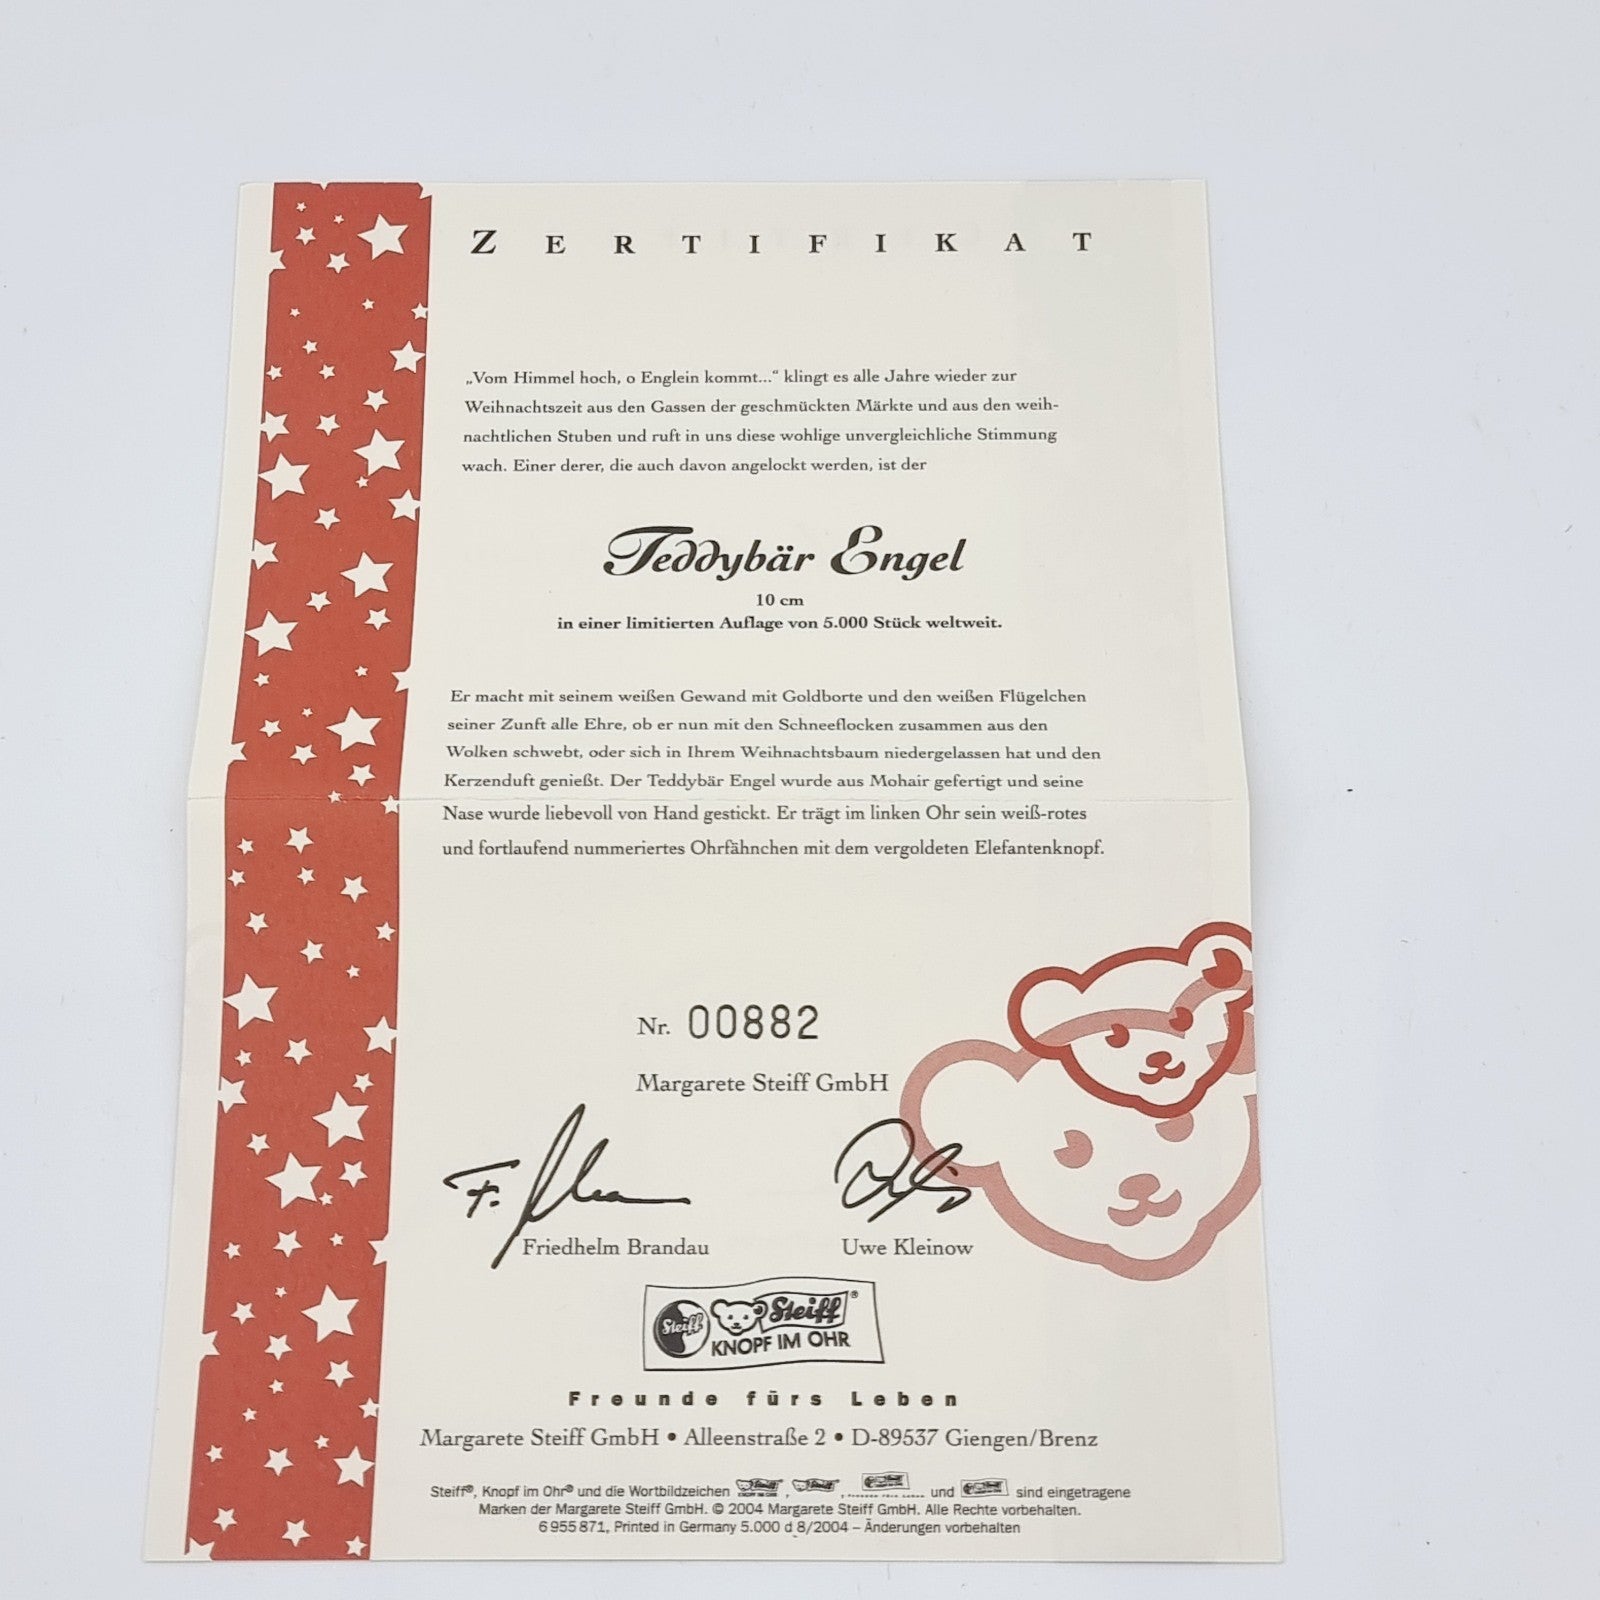 ZERTIFIKAT
„Vom Himmel hoch, o Englein kommt...“ klingt es alle Jahre wieder zur
Weihnachtszeit aus den Gassen der geschmückten Märkte und aus den weih-
nachtlichen Stuben und ruft in uns diese wohlige unvergleichliche Stimmung
wach. Einer derer, die auch davon angelockt werden, ist der
Teddybär Engel
10 cm
in einer limitierten Auflage von 5.000 Stück weltweit.
Er macht mit seinem weißen Gewand mit Goldborte und den weißen Flügelchen
seiner Zunft alle Ehre, ob er nun mit den Schneeflocken zusammen aus den
Wolken schwebt, oder sich in Ihrem Weihnachtsbaum niedergelassen hat und den
Kerzenduft genießt. Der Teddybär Engel wurde aus Mohair gefertigt und seine
Nase wurde liebevoll von Hand gestickt. Er trägt im linken Ohr sein weiß-rotes
und fortlaufend nummeriertes Ohrfähnchen mit dem vergoldeten Elefantenknopf.
Nr. 00882
Margarete Steiff GmbH
Friedhelm Brandau Uwe Kleinow
Steiff Steiff®
KNOPF IM OHR
Freunde fürs Leben
Margarete Steiff GmbH • Alleenstraße 2 • D-89537 Giengen/Brenz
Steiff®, Knopf im Ohr® und die Wortbildzeichen , , und sind eingetragene
Marken der Margarete Steiff GmbH. © 2004 Margarete Steiff GmbH. Alle Rechte vorbehalten.
6 955 871, Printed in Germany 5.000 d 8/2004 – Änderungen vorbehalten